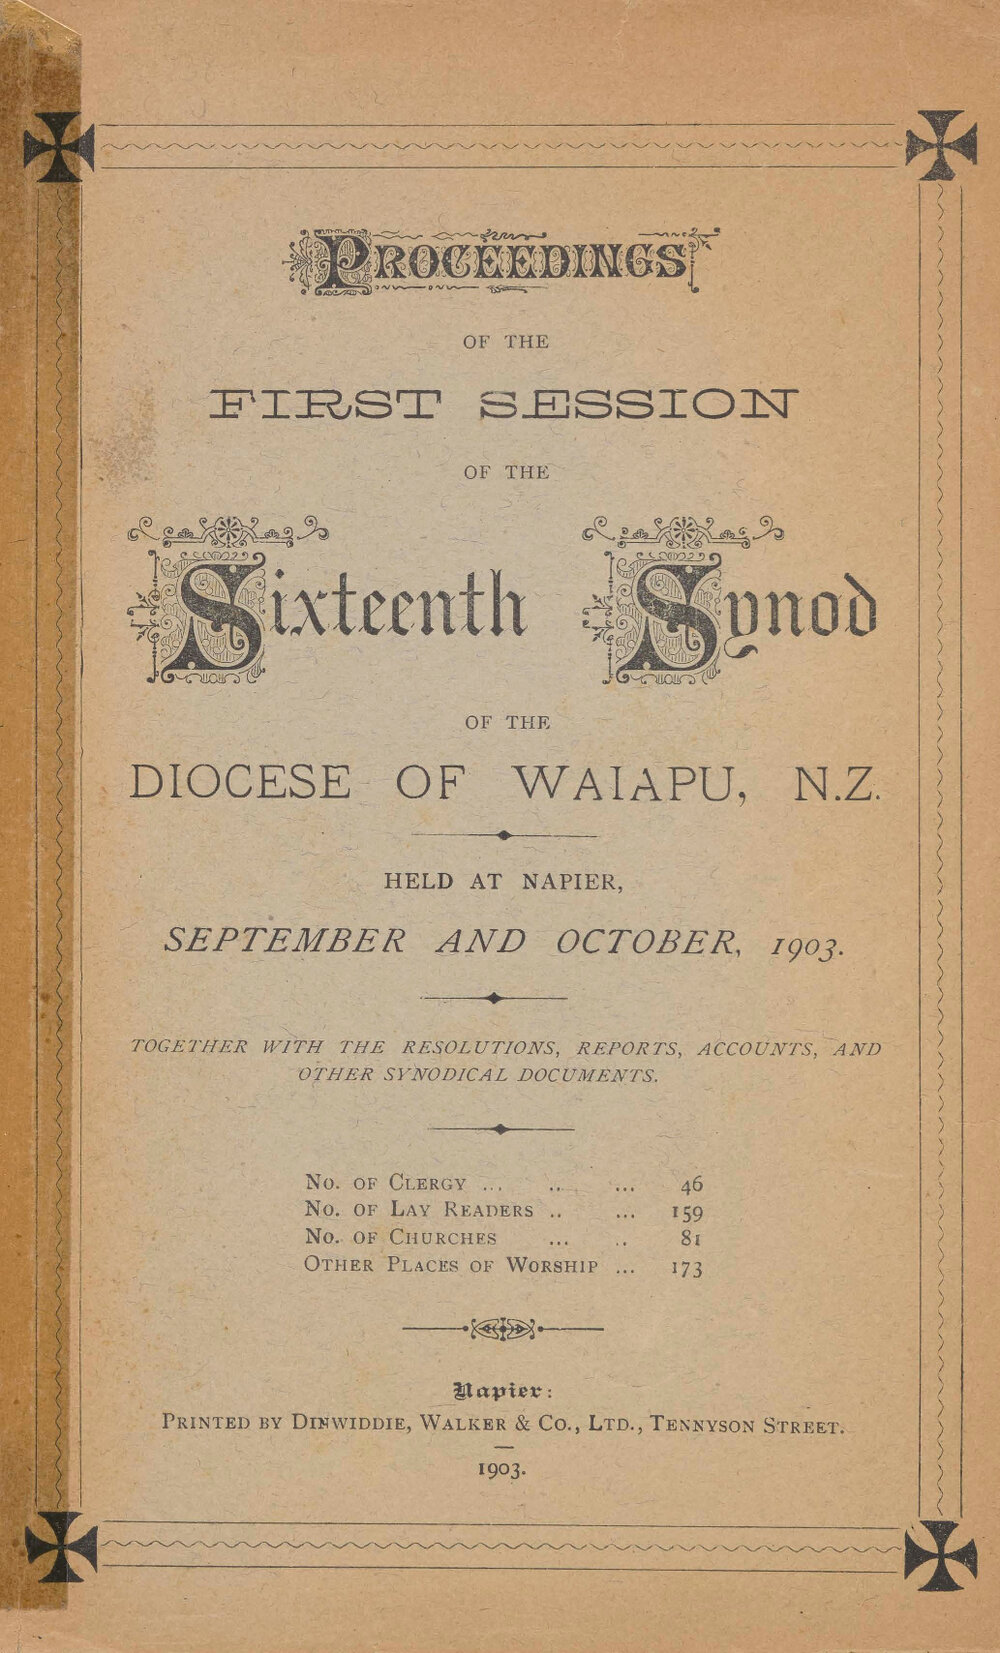 PROCEEDINGS
OF THE
FIRST SESSION
OF THE
Sixteenth Synod
OF THE
DIOCESE OF WAIAPU, N.Z.
HELD AT NAPIER,
SEPTEMBER AND OCTOBER, 1903.
TOGETHER WITH THE RESOLUTIONS, REPORTS, ACCOUNTS, AND
OTHER SYNODICAL DOCUMENTS.
No. of Clergy ... .. ... 46
No. of Lay Readers .. ... 159
No. of Churches ... .. 81
Other Places of Worship ... 173
Napier:
Printed by Dinwiddie, Walker & Co., Ltd., Tennyson Street.
1903.